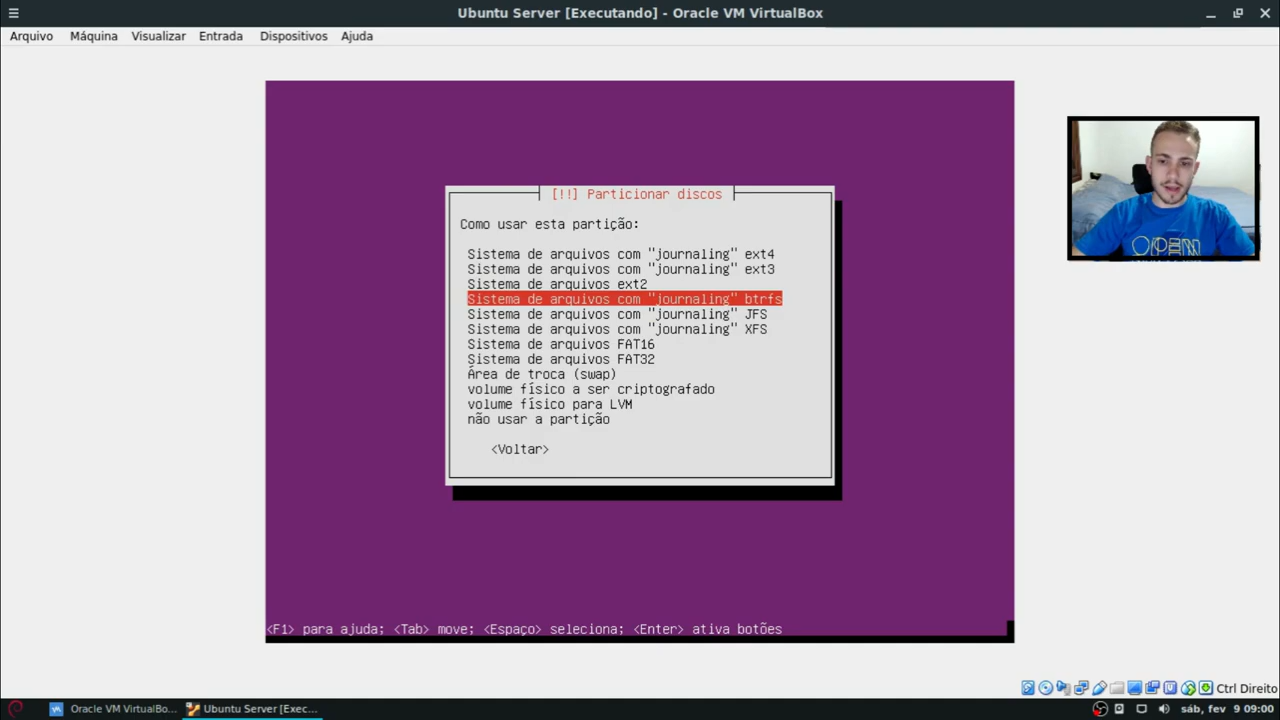 Ubuntu Server [Executando] - Oracle VM VirtualBox
Arquivo Máquina Visualizar Entrada Dispositivos Ajuda
[!!] Particionar discos
Como usar esta partição:
Sistema de arquivos com "journaling" ext4
Sistema de arquivos com "journaling" ext3
Sistema de arquivos ext2
Sistema de arquivos com "journaling" btrfs
Sistema de arquivos com "journaling" JFS
Sistema de arquivos com "journaling" XFS
Sistema de arquivos FAT16
Sistema de arquivos FAT32
Área de troca (swap)
volume físico a ser criptografado
volume físico para LVM
não usar a partição
<Voltar>
<F1> para ajuda; <Tab> move; <Espaço> seleciona; <Enter> ativa botões
OPEN
Ctrl Direito
Oracle VM VirtualBo... Ubuntu Server [Exec... sáb, fev 9 09:00